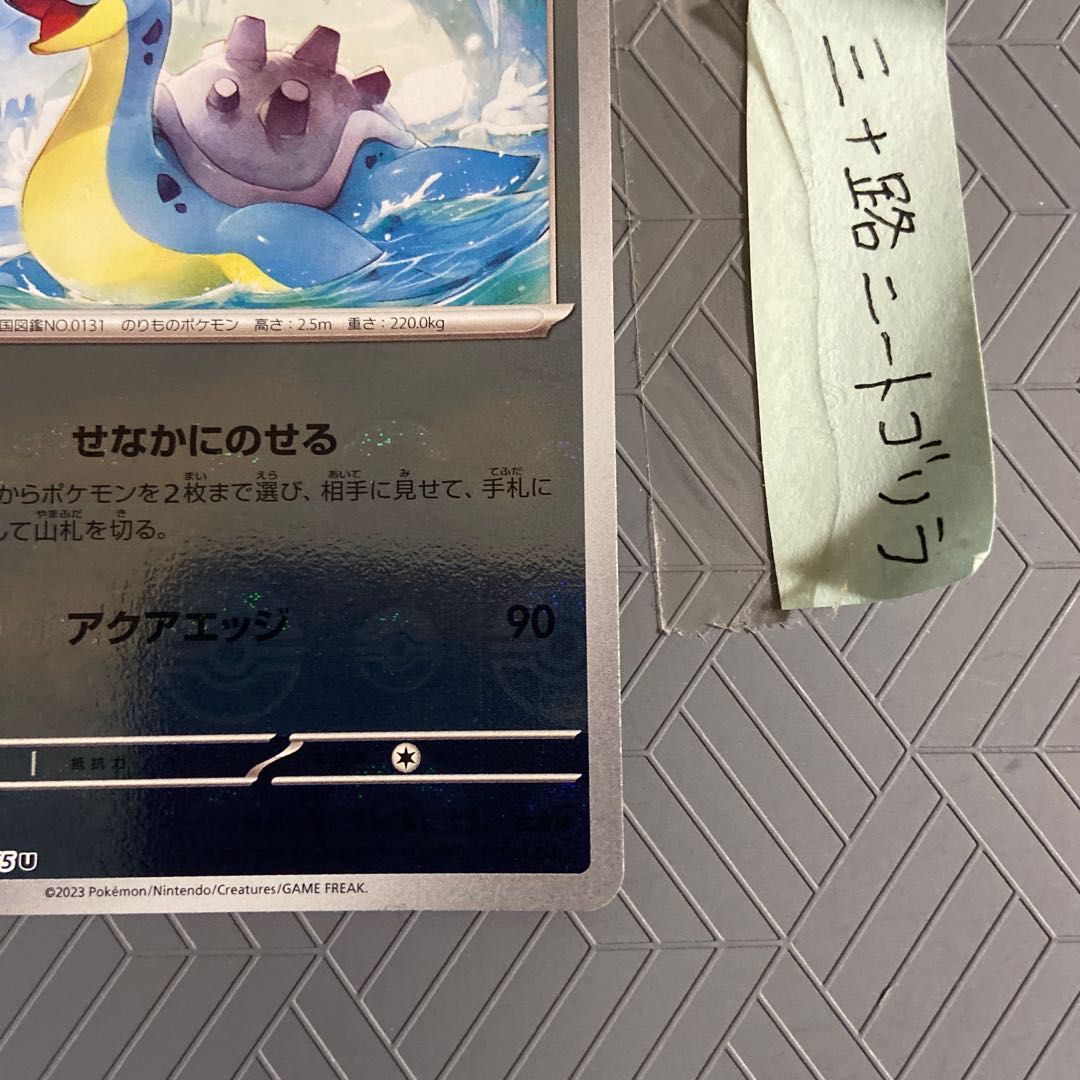 国図鑑NO.0131 のりものポケモン 高さ:2.5m 重さ:220.0kg
せなかにのせる
からポケモンを2枚まで選び、相手に見せて、手札に
して山札を切る。
アクアエッジ 90
抵抗力
5 U
©2023 Pokémon/Nintendo/Creatures/GAME FREAK.
三十路ニートゴリラ